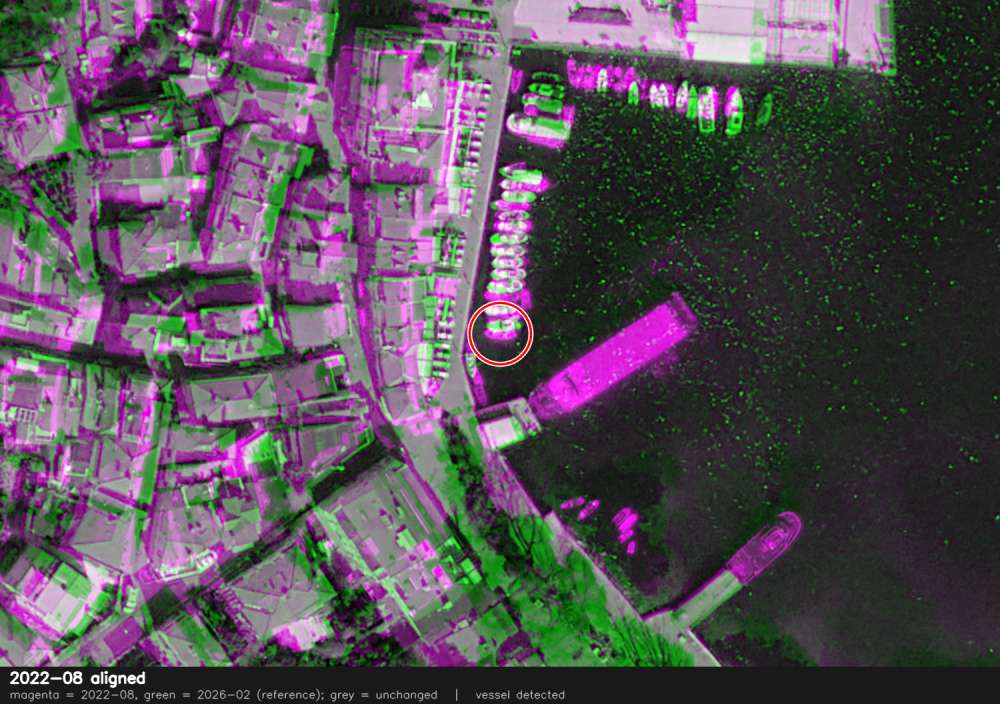 2022-08 aligned
magenta = 2022-08, green = 2026-02 (reference); grey = unchanged | vessel detected